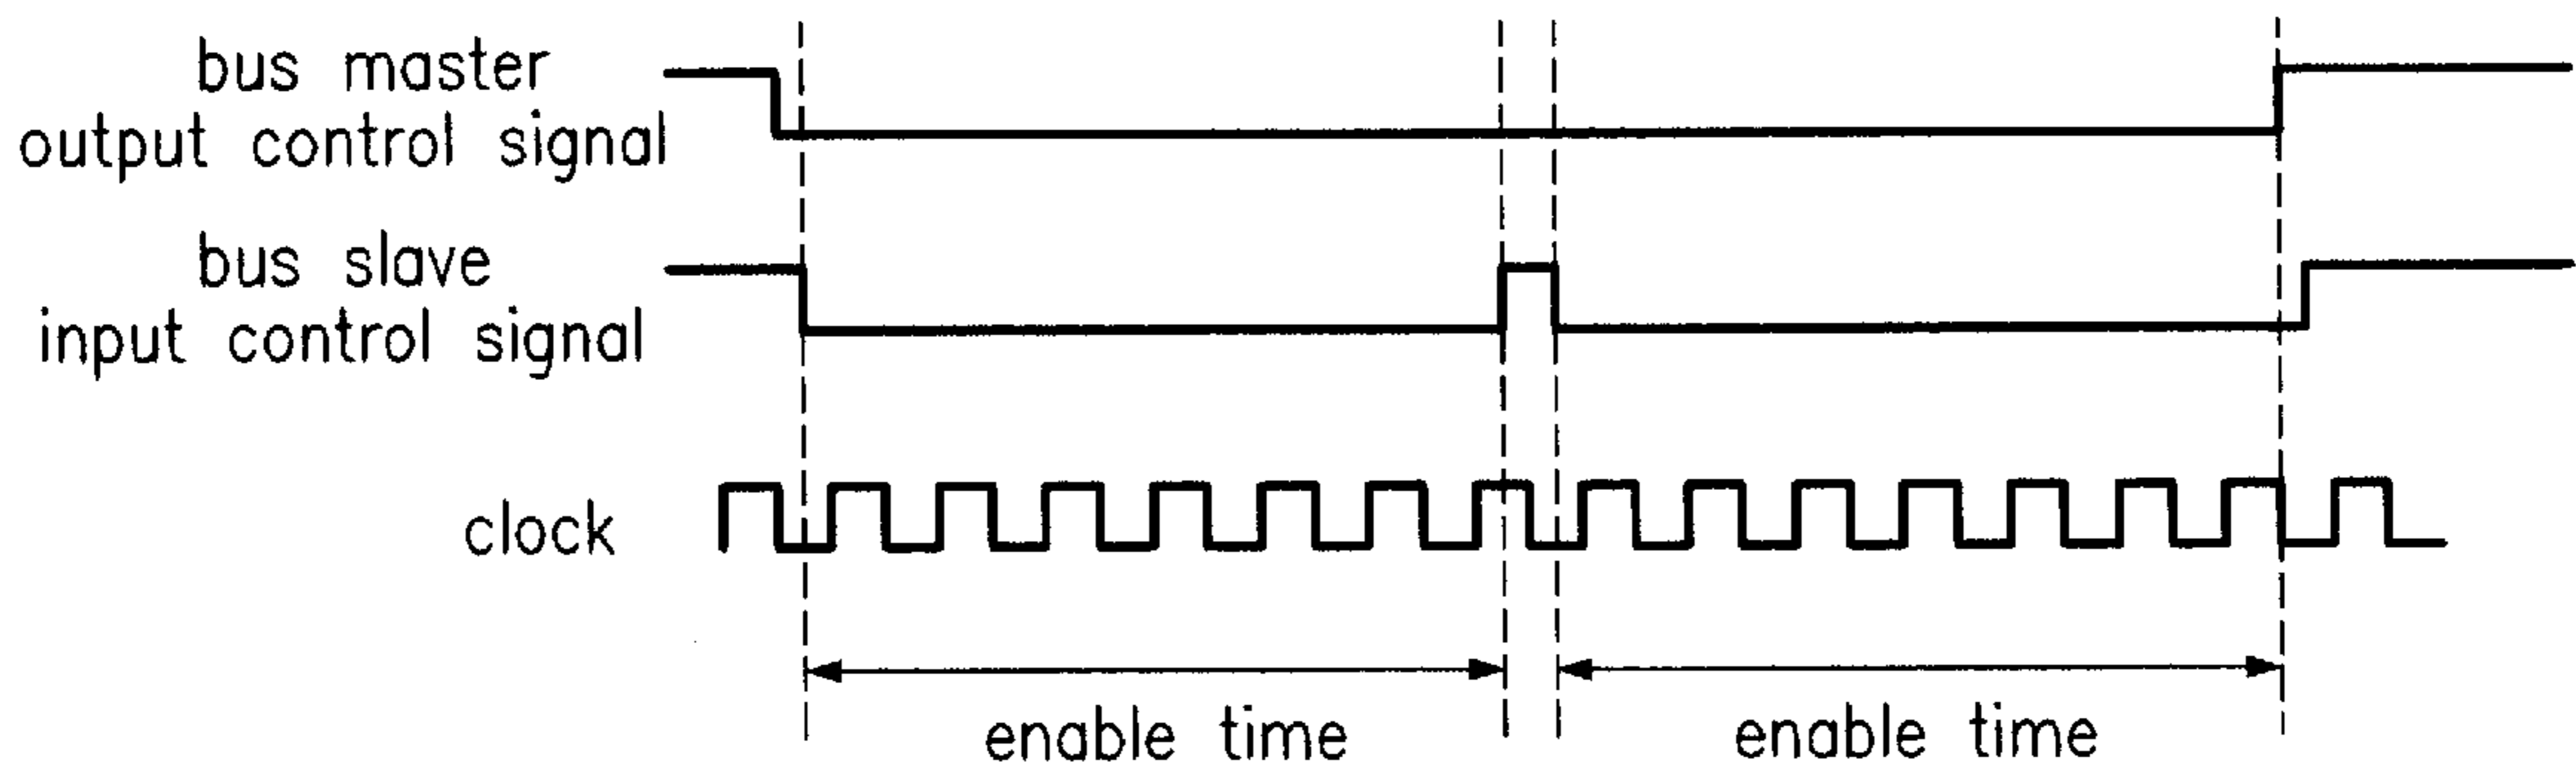 bus master
output control signal
bus slave
input control signal
clock
enable time
enable time